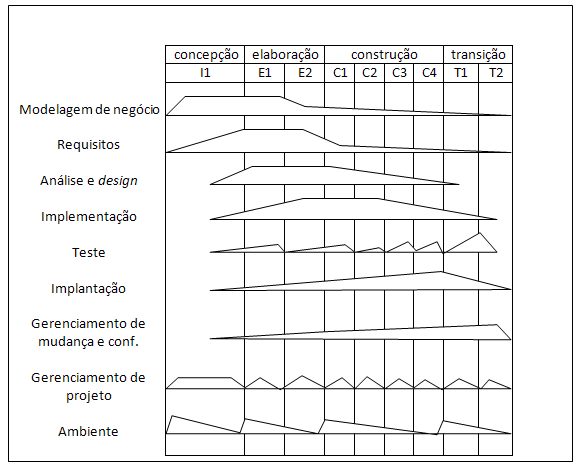 concepção elaboração construção transição
I1 E1 E2 C1 C2 C3 C4 T1 T2
Modelagem de negócio
Requisitos
Análise e design
Implementação
Teste
Implantação
Gerenciamento de
mudança e conf.
Gerenciamento de
projeto
Ambiente